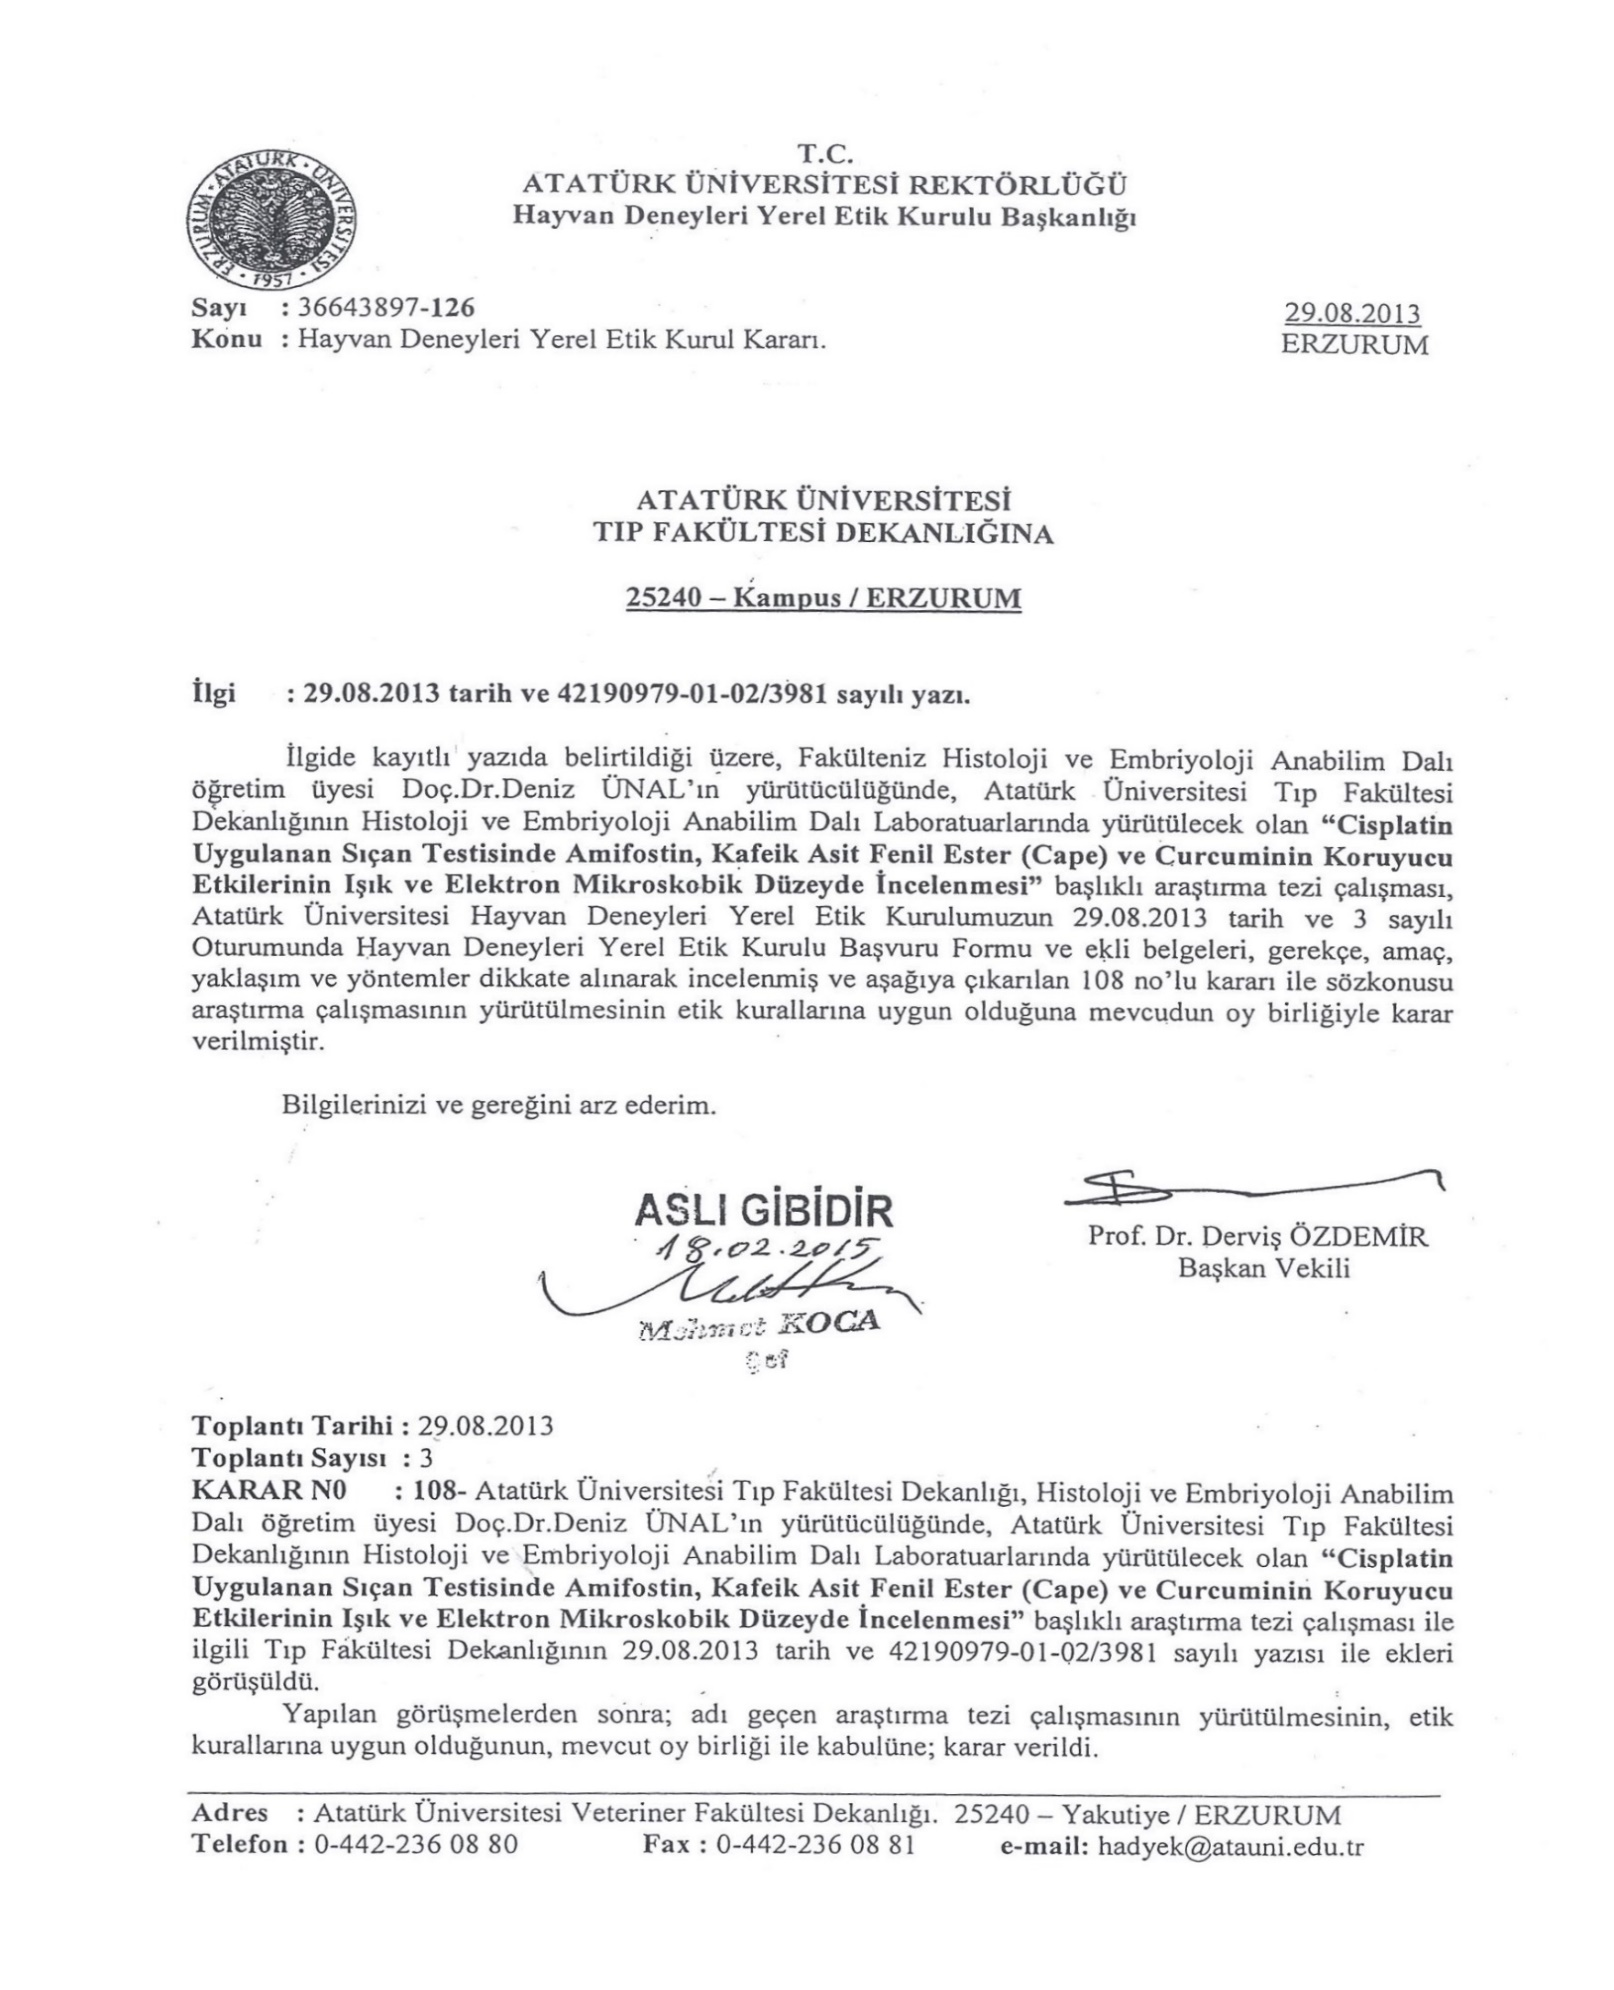 T.C.
ATATÜRK ÜNİVERSİTESİ REKTÖRLÜĞÜ
Hayvan Deneyleri Yerel Etik Kurulu Başkanlığı
ERZURUM · ATATÜRK · ÜNİVERSİTESİ · 1957 ·
Sayı : 36643897-126
29.08.2013
Konu : Hayvan Deneyleri Yerel Etik Kurul Kararı.
ERZURUM
ATATÜRK ÜNİVERSİTESİ
TIP FAKÜLTESİ DEKANLIĞINA
25240 – Kampus / ERZURUM
İlgi : 29.08.2013 tarih ve 42190979-01-02/3981 sayılı yazı.
İlgide kayıtlı yazıda belirtildiği üzere, Fakülteniz Histoloji ve Embriyoloji Anabilim Dalı
öğretim üyesi Doç.Dr.Deniz ÜNAL’ın yürütücülüğünde, Atatürk Üniversitesi Tıp Fakültesi
Dekanlığının Histoloji ve Embriyoloji Anabilim Dalı Laboratuarlarında yürütülecek olan “Cisplatin
Uygulanan Sıçan Testisinde Amifostin, Kafeik Asit Fenil Ester (Cape) ve Curcuminin Koruyucu
Etkilerinin Işık ve Elektron Mikroskobik Düzeyde İncelenmesi” başlıklı araştırma tezi çalışması,
Atatürk Üniversitesi Hayvan Deneyleri Yerel Etik Kurulumuzun 29.08.2013 tarih ve 3 sayılı
Oturumunda Hayvan Deneyleri Yerel Etik Kurulu Başvuru Formu ve ekli belgeleri, gerekçe, amaç,
yaklaşım ve yöntemler dikkate alınarak incelenmiş ve aşağıya çıkarılan 108 no’lu kararı ile sözkonusu
araştırma çalışmasının yürütülmesinin etik kurallarına uygun olduğuna mevcudun oy birliğiyle karar
verilmiştir.
Bilgilerinizi ve gereğini arz ederim.
ASLI GİBİDİR
18.02.2015
Mehmet KOCA
Şef
Prof. Dr. Derviş ÖZDEMİR
Başkan Vekili
Toplantı Tarihi : 29.08.2013
Toplantı Sayısı : 3
KARAR N0 : 108- Atatürk Üniversitesi Tıp Fakültesi Dekanlığı, Histoloji ve Embriyoloji Anabilim
Dalı öğretim üyesi Doç.Dr.Deniz ÜNAL’ın yürütücülüğünde, Atatürk Üniversitesi Tıp Fakültesi
Dekanlığının Histoloji ve Embriyoloji Anabilim Dalı Laboratuarlarında yürütülecek olan “Cisplatin
Uygulanan Sıçan Testisinde Amifostin, Kafeik Asit Fenil Ester (Cape) ve Curcuminin Koruyucu
Etkilerinin Işık ve Elektron Mikroskobik Düzeyde İncelenmesi” başlıklı araştırma tezi çalışması ile
ilgili Tıp Fakültesi Dekanlığının 29.08.2013 tarih ve 42190979-01-02/3981 sayılı yazısı ile ekleri
görüşüldü.
Yapılan görüşmelerden sonra; adı geçen araştırma tezi çalışmasının yürütülmesinin, etik
kurallarına uygun olduğunun, mevcut oy birliği ile kabulüne; karar verildi.
Adres : Atatürk Üniversitesi Veteriner Fakültesi Dekanlığı. 25240 – Yakutiye / ERZURUM
Telefon : 0-442-236 08 80 Fax : 0-442-236 08 81 e-mail: hadyek@atauni.edu.tr